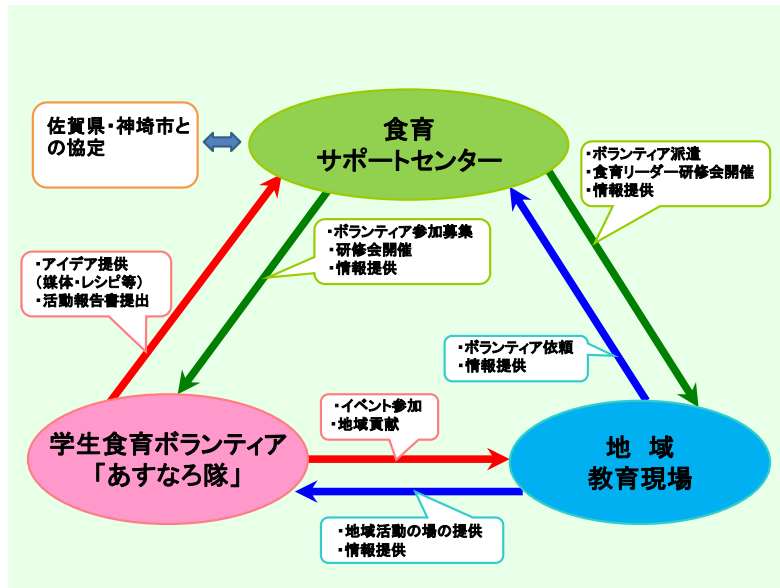 佐賀県・神埼市と
の協定
食育
サポートセンター
・ボランティア派遣
・食育リーダー研修会開催
・情報提供
・ボランティア参加募集
・研修会開催
・情報提供
・アイデア提供
（媒体・レシピ等）
・活動報告書提出
・ボランティア依頼
・情報提供
・イベント参加
・地域貢献
学生食育ボランティア
「あすなろ隊」
地　域
教育現場
・地域活動の場の提供
・情報提供